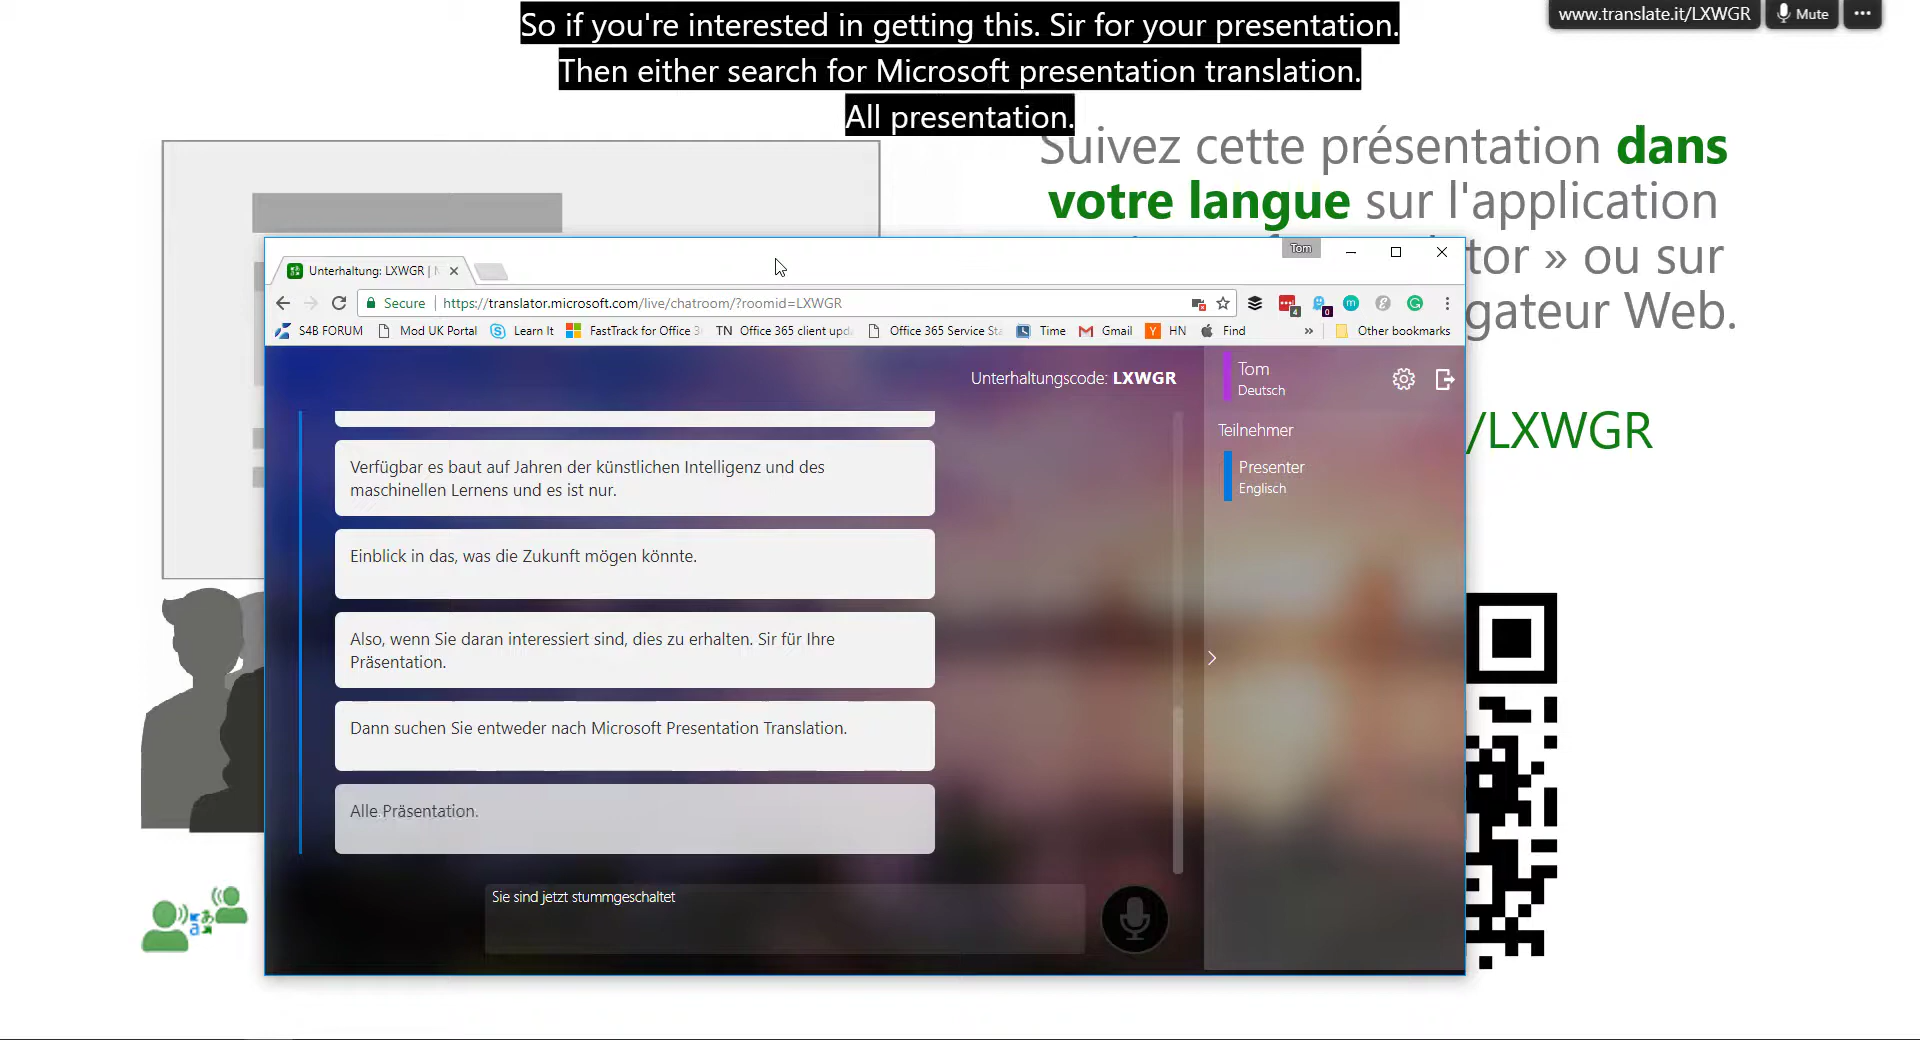 So if you're interested in getting this. Sir for your presentation.
Then either search for Microsoft presentation translation.
All presentation.
www.translate.it/LXWGR
Mute
Suivez cette présentation dans
votre langue sur l'application
tor » ou sur
gateur Web.
/LXWGR
Tom
Unterhaltung: LXWGR |
Secure
https://translator.microsoft.com/live/chatroom/?roomid=LXWGR
4
0
S4B FORUM
Mod UK Portal
Learn It
FastTrack for Office 3
TN Office 365 client upd
Office 365 Service Sta
Time
Gmail
Y HN
Find
»
Other bookmarks
Unterhaltungscode: LXWGR
Tom
Deutsch
Teilnehmer
Presenter
Englisch
Verfügbar es baut auf Jahren der künstlichen Intelligenz und des
maschinellen Lernens und es ist nur.
Einblick in das, was die Zukunft mögen könnte.
Also, wenn Sie daran interessiert sind, dies zu erhalten. Sir für Ihre
Präsentation.
Dann suchen Sie entweder nach Microsoft Presentation Translation.
Alle Präsentation.
Sie sind jetzt stummgeschaltet